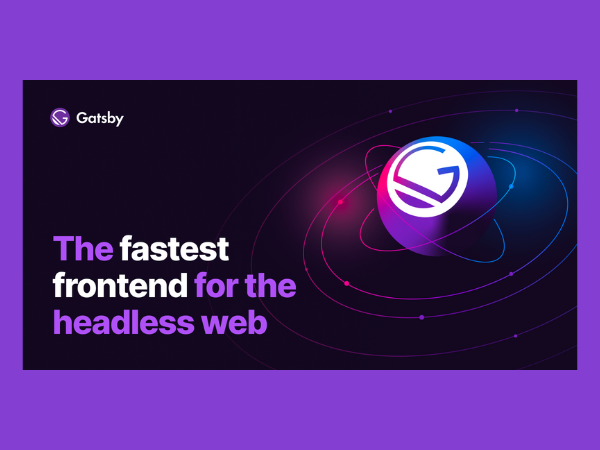 Gatsby
The fastest
frontend for the
headless web